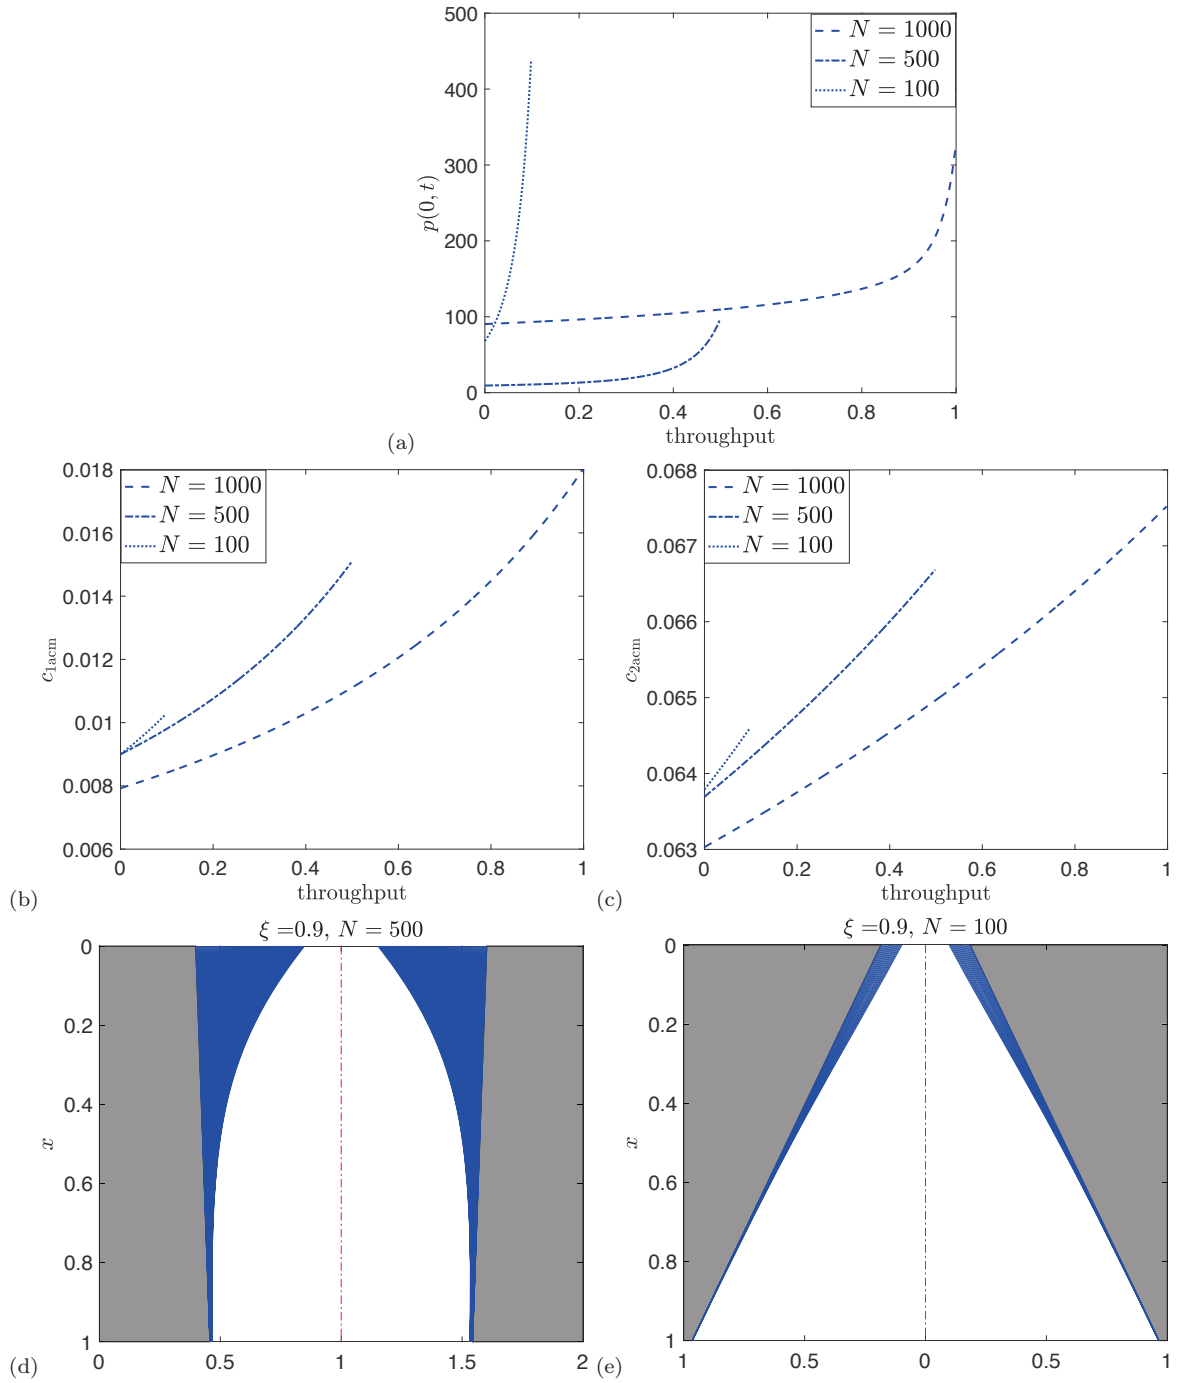 500
400
300
200
100
0
p(0, t)
N = 1000
N = 500
N = 100
0 0.2 0.4 0.6 0.8 1
throughput
(a)
0.018
0.016
0.014
0.012
0.01
0.008
0.006
c1acm
N = 1000
N = 500
N = 100
0 0.2 0.4 0.6 0.8 1
throughput
(b)
0.068
0.067
0.066
0.065
0.064
0.063
c2acm
N = 1000
N = 500
N = 100
0 0.2 0.4 0.6 0.8 1
throughput
(c)
ξ =0.9, N = 500
0
0.2
0.4
0.6
0.8
1
x
0 0.5 1 1.5 2
(d)
ξ =0.9, N = 100
0
0.2
0.4
0.6
0.8
1
x
1 0.5 0 0.5 1
(e)